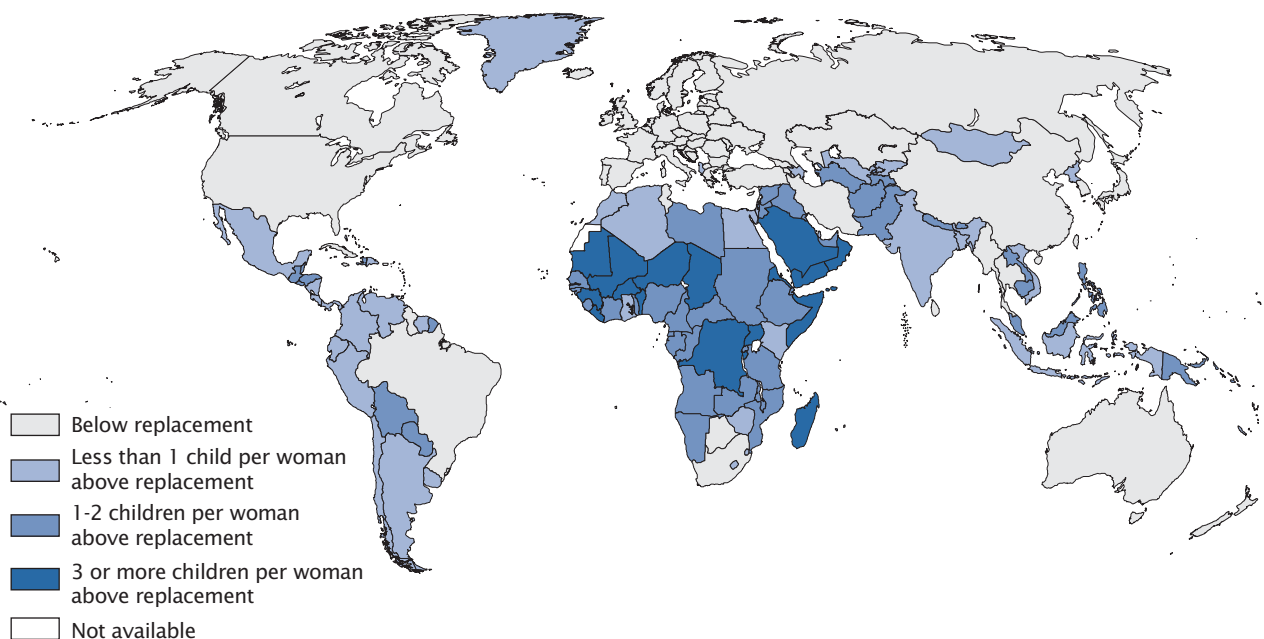 Below replacement
Less than 1 child per woman
above replacement
1-2 children per woman
above replacement
3 or more children per woman
above replacement
Not available